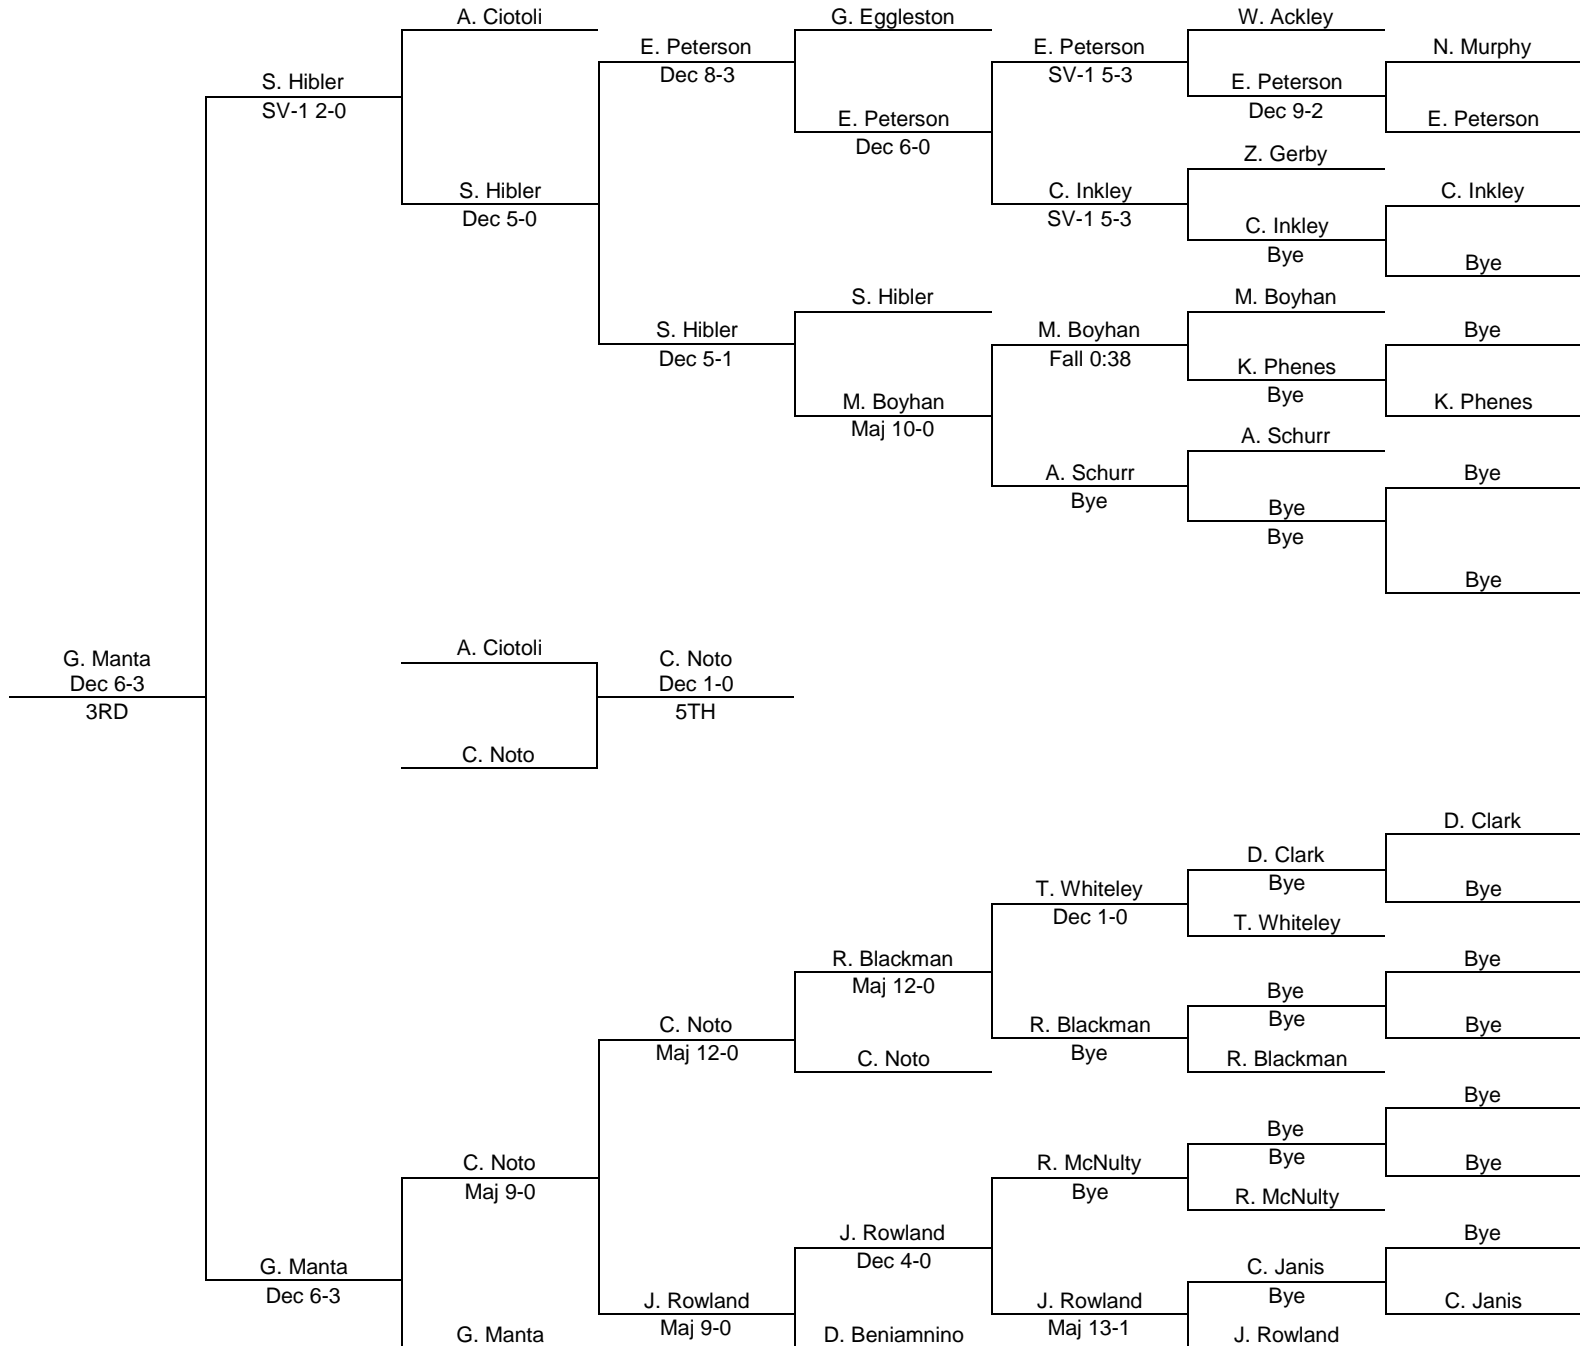 A. Ciotoli
G. Eggleston
W. Ackley
E. Peterson
E. Peterson
N. Murphy
Dec 8-3
SV-1 5-3
S. Hibler
E. Peterson
SV-1 2-0
Dec 9-2
E. Peterson
E. Peterson
Dec 6-0
Z. Gerby
S. Hibler
C. Inkley
C. Inkley
Dec 5-0
SV-1 5-3
C. Inkley
Bye
Bye
S. Hibler
M. Boyhan
S. Hibler
M. Boyhan
Bye
Dec 5-1
Fall 0:38
K. Phenes
Bye
M. Boyhan
K. Phenes
Maj 10-0
A. Schurr
A. Schurr
Bye
Bye
Bye
Bye
Bye
A. Ciotoli
G. Manta
C. Noto
Dec 6-3
Dec 1-0
3RD
5TH
C. Noto
D. Clark
D. Clark
Bye
T. Whiteley
Bye
Dec 1-0
T. Whiteley
R. Blackman
Bye
Maj 12-0
Bye
Bye
C. Noto
R. Blackman
Bye
Maj 12-0
Bye
C. Noto
R. Blackman
Bye
Bye
Bye
C. Noto
R. McNulty
Bye
Maj 9-0
Bye
R. McNulty
J. Rowland
Bye
Dec 4-0
G. Manta
C. Janis
Dec 6-3
Bye
J. Rowland
J. Rowland
C. Janis
Maj 9-0
Maj 13-1
G. Manta
D. Beniamnino
J. Rowland